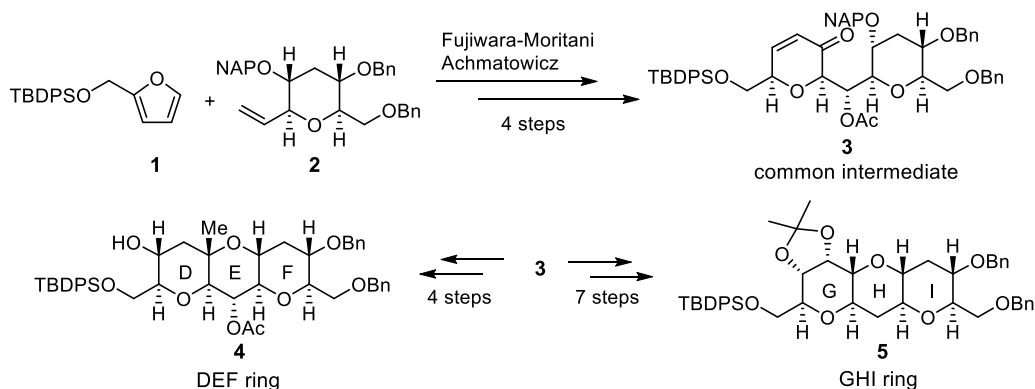 TBDPSO
O
1
+
NAPO
H
H
OBn
H
O
H
OBn
2
Fujiwara-Moritani
Achmatowicz
4 steps
TBDPSO
H
O
O
H
OAc
NAPO
H
H
OBn
H
O
H
OBn
3
common intermediate
HO
H
Me
O
H
H
OBn
D
E
F
TBDPSO
H
O
H
OAc
H
O
H
OBn
4
DEF ring
4 steps
3
7 steps
O
O
H
H
O
H
H
OBn
G
H
I
TBDPSO
H
O
H
H
O
H
OBn
5
GHI ring